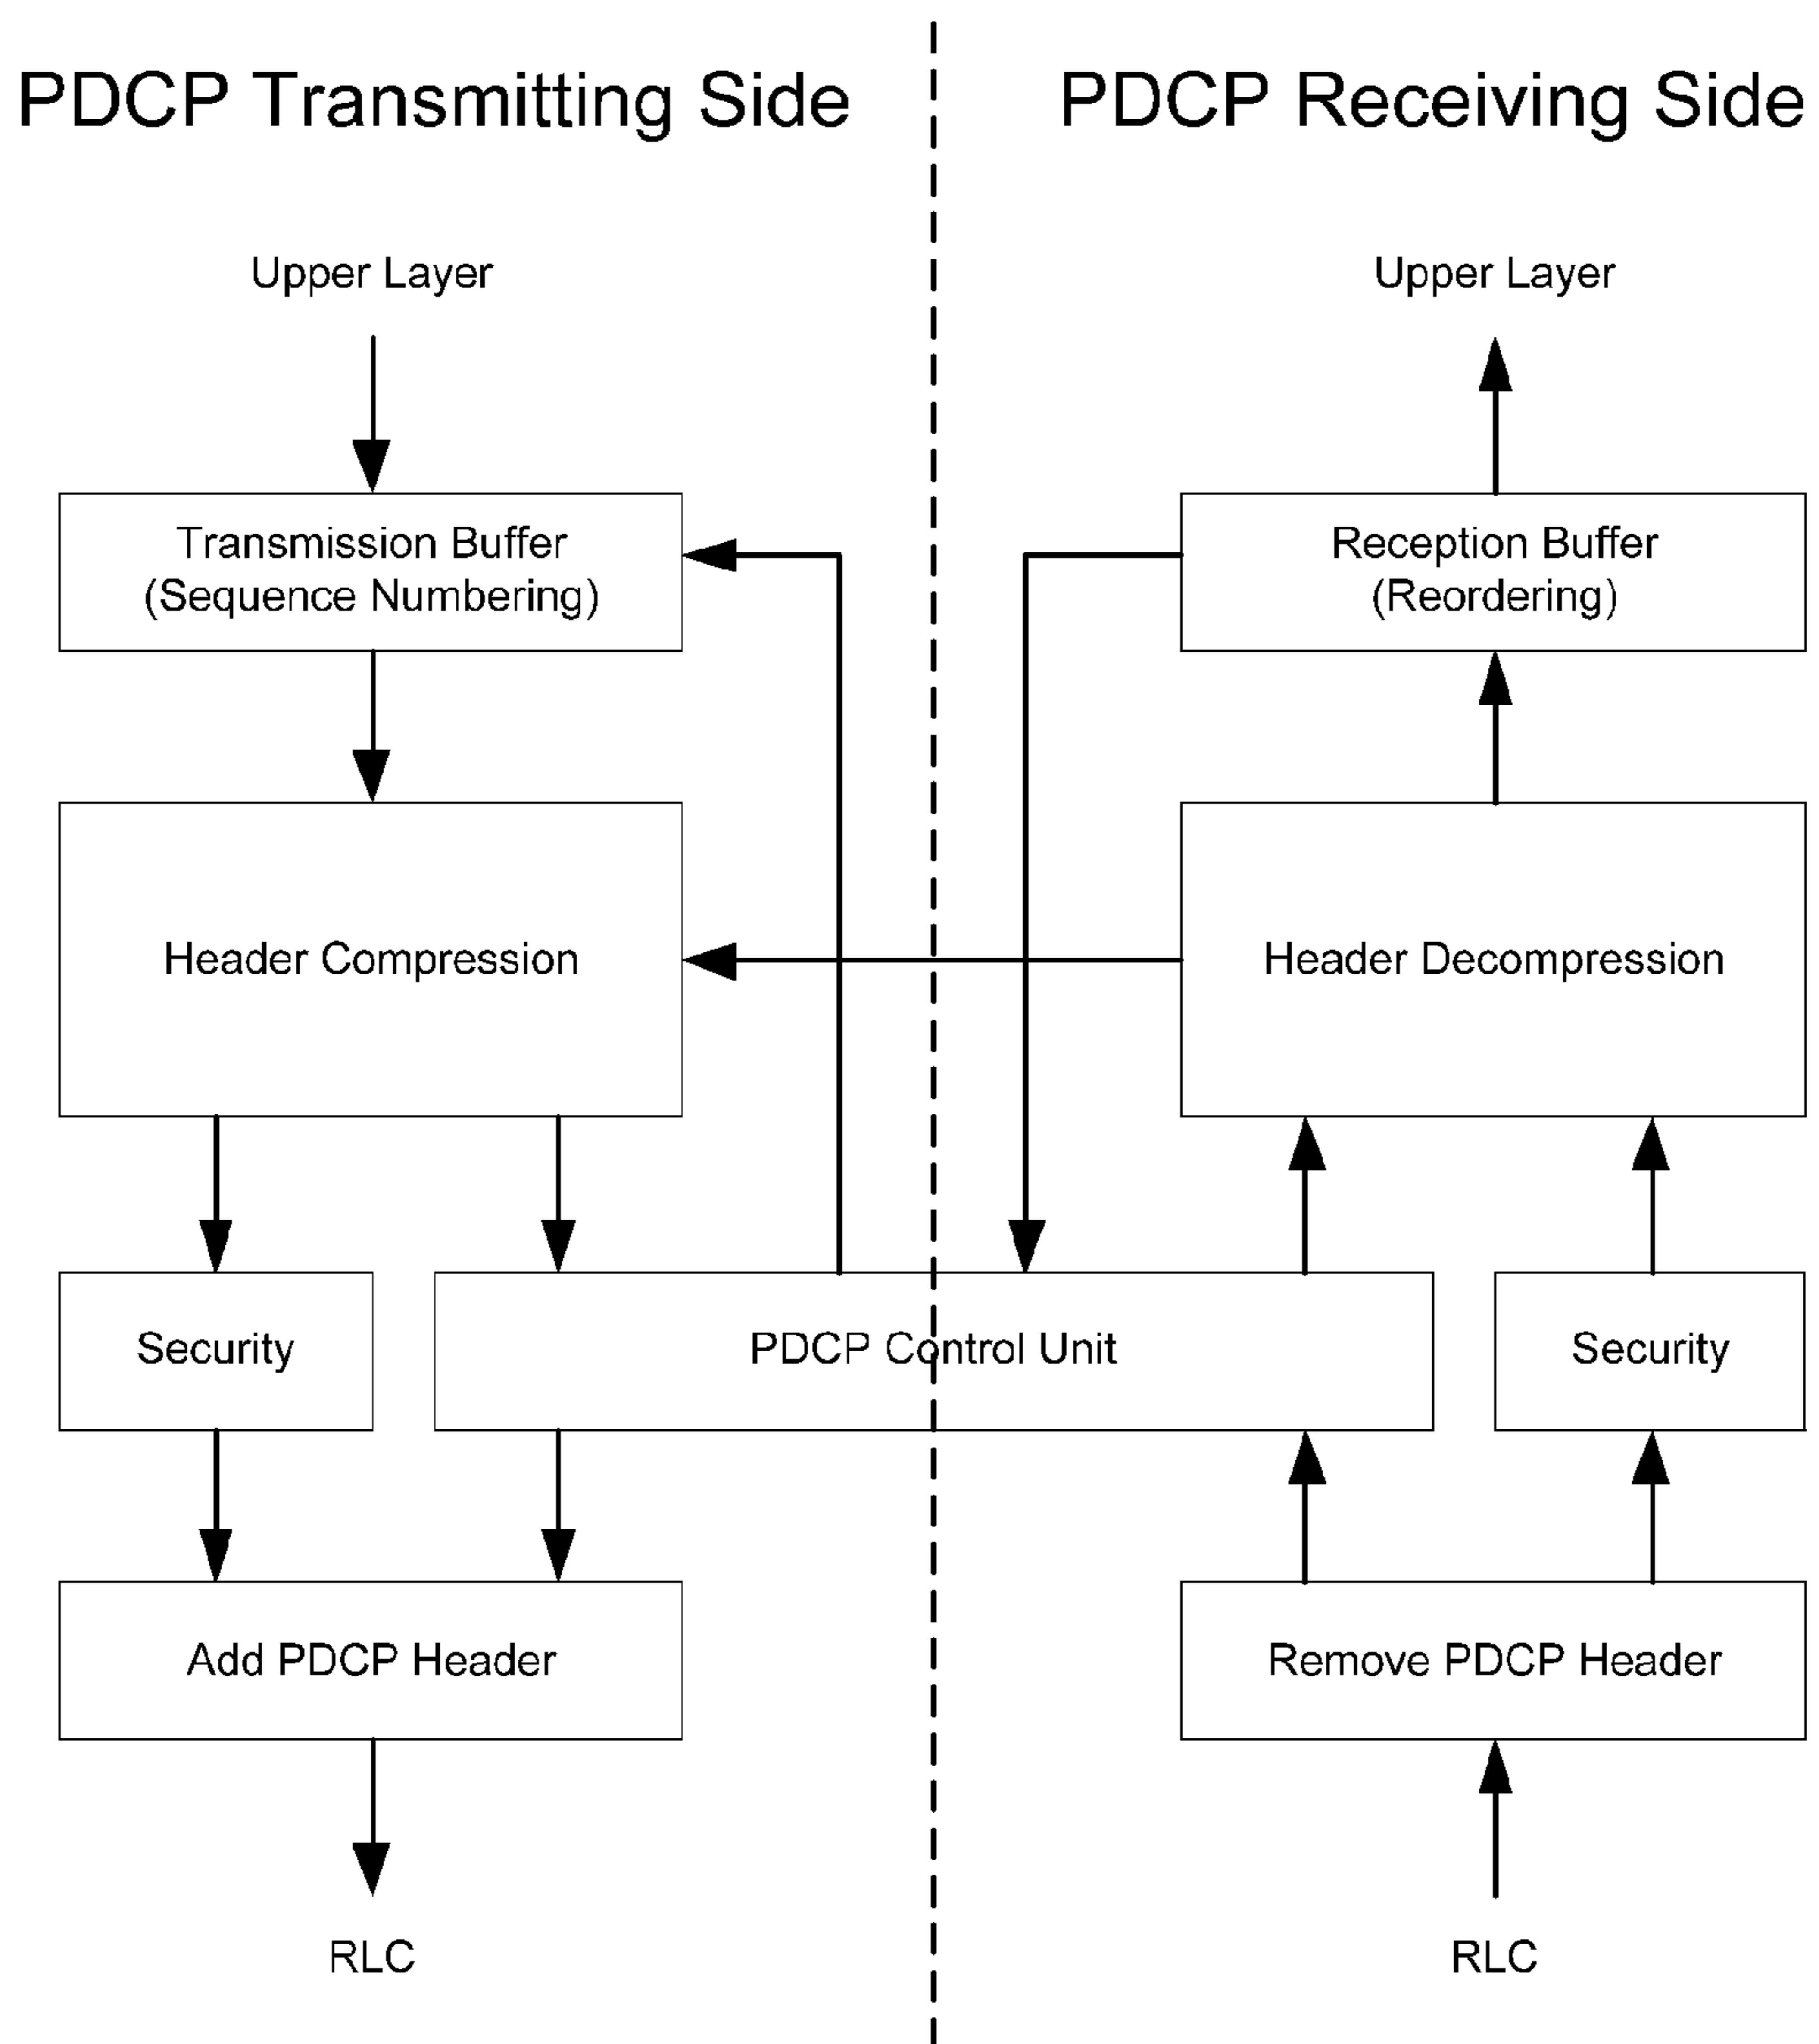 PDCP Transmitting Side
PDCP Receiving Side
Upper Layer
Upper Layer
Transmission Buffer
(Sequence Numbering)
Reception Buffer
(Reordering)
Header Compression
Header Decompression
Security
PDCP Control Unit
Security
Add PDCP Header
Remove PDCP Header
RLC
RLC